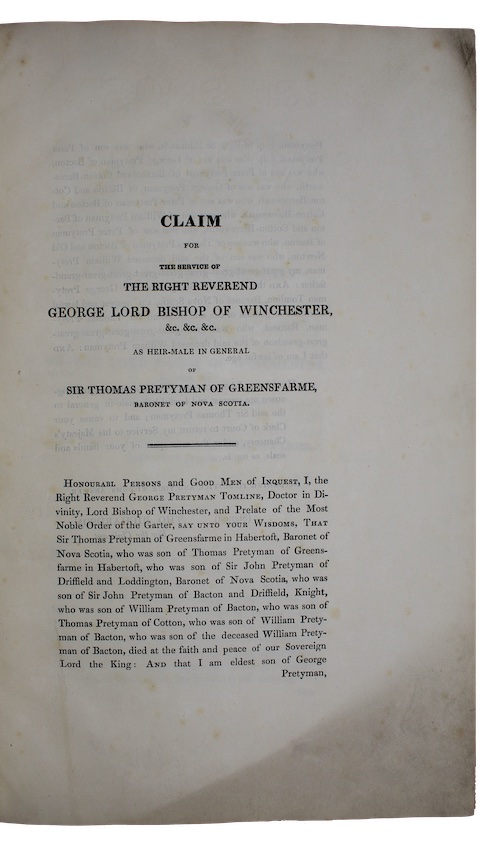 CLAIM
FOR
THE SERVICE OF
THE RIGHT REVEREND
GEORGE LORD BISHOP OF WINCHESTER,
&c. &c. &c.
AS HEIR-MALE IN GENERAL
OF
SIR THOMAS PRETYMAN OF GREENSFARME,
BARONET OF NOVA SCOTIA.
HONOURABL PERSONS and GOOD MEN of INQUEST, I, the
Right Reverend GEORGE PRETYMAN TOMLINE, Doctor in Di-
vinity, Lord Bishop of Winchester, and Prelate of the Most
Noble Order of the Garter, SAY UNTO YOUR WISDOMS, THAT
Sir Thomas Pretyman of Greensfarme in Habertoft, Baronet of
Nova Scotia, who was son of Thomas Pretyman of Greens-
farme in Habertoft, who was son of Sir John Pretyman of
Driffield and Loddington, Baronet of Nova Scotia, who was
son of Sir John Pretyman of Bacton and Driffield, Knight,
who was son of William Pretyman of Bacton, who was son of
Thomas Pretyman of Cotton, who was son of William Prety-
man of Bacton, who was son of the deceased William Prety-
man of Bacton, died at the faith and peace of our Sovereign
Lord the King: AND that I am eldest son of George
Pretyman,